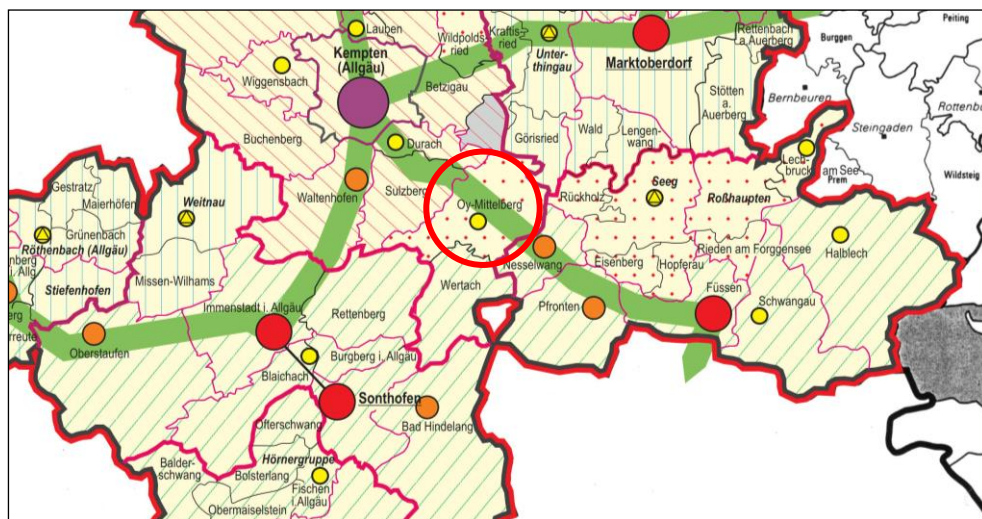 Lauben
Kempten
(Allgäu)
Wildpolds-
ried
Kraftis-
ried
Unter-
thingau
Marktoberdorf
Rettenbach
a.Auerberg
Peiting
Burggen
Wiggensbach
Betzigau
Stötten
a.
Auerberg
Bernbeuren
Rottenbu
Buchenberg
Durach
Görisried
Wald
Lengen-
wang
Steingaden
Lech-
bruck
am See
Prem
Wildsteig
Gestratz
Maierhöfen
Weitnau
Waltenhofen
Sulzberg
Oy-Mittelberg
Rückholz
Seeg
Roßhaupten
Grünenbach
Röthenbach (Allgäu)
Stiefenhofen
Missen-Wilhams
Nesselwang
Eisenberg
Hopferau
Rieden am Forggensee
Halblech
enberg
i. Allg
Wertach
Immenstadt i. Allgäu
Rettenberg
Pfronten
Füssen
Schwangau
erg
rreute
Oberstaufen
Burgberg i. Allgäu
Blaichach
Sonthofen
Ofterschwang
Bad Hindelang
Balder-
schwang
Hörnergruppe
Bolsterlang
Fischen
i.Allgäu
Obermaiselstein